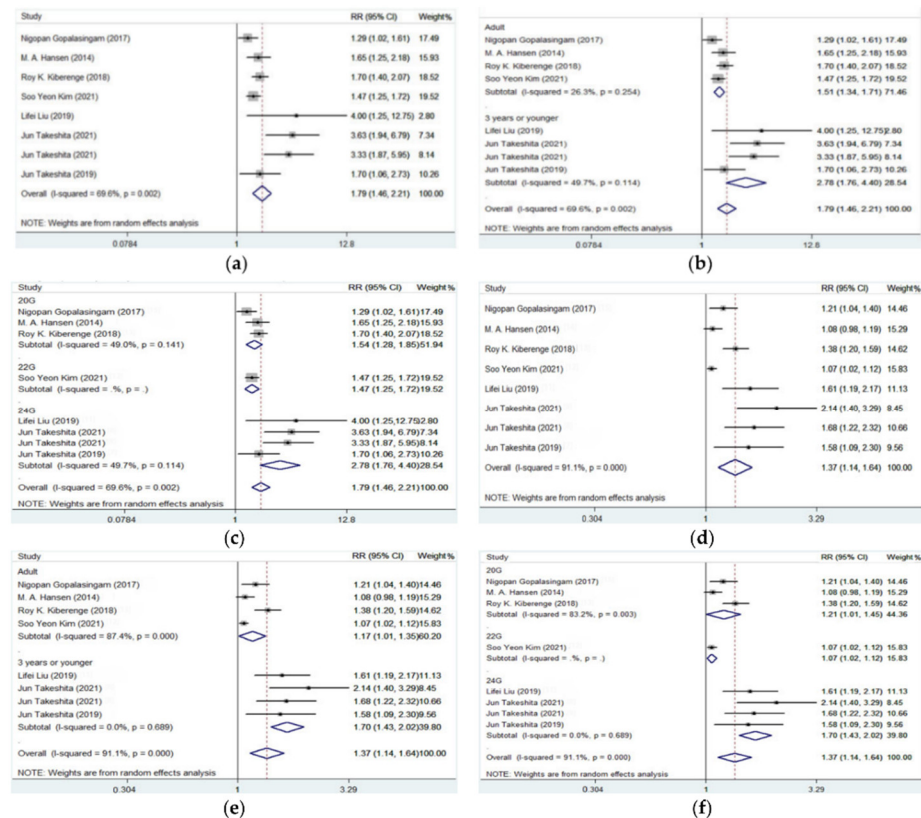 Study RR (95% CI) Weight%
Nigopan Gopalasingam (2017) 1.29 (1.02, 1.61) 17.49
M. A. Hansen (2014) 1.65 (1.25, 2.18) 15.93
Roy K. Kiberenge (2018) 1.70 (1.40, 2.07) 18.52
Soo Yeon Kim (2021) 1.47 (1.25, 1.72) 19.52
Lifei Liu (2019) 4.00 (1.25, 12.75) 2.80
Jun Takeshita (2021) 3.63 (1.94, 6.79) 7.34
Jun Takeshita (2021) 3.33 (1.87, 5.95) 8.14
Jun Takeshita (2019) 1.70 (1.06, 2.73) 10.26
Overall (I-squared = 69.6%, p = 0.002) 1.79 (1.46, 2.21) 100.00
NOTE: Weights are from random effects analysis
0.0784 1 12.8
(a)
Study RR (95% CI) Weight%
Adult
Nigopan Gopalasingam (2017) 1.29 (1.02, 1.61) 17.49
M. A. Hansen (2014) 1.65 (1.25, 2.18) 15.93
Roy K. Kiberenge (2018) 1.70 (1.40, 2.07) 18.52
Soo Yeon Kim (2021) 1.47 (1.25, 1.72) 19.52
Subtotal (I-squared = 26.3%, p = 0.254) 1.51 (1.34, 1.71) 71.46
.
3 years or younger
Lifei Liu (2019) 4.00 (1.25, 12.75) 2.80
Jun Takeshita (2021) 3.63 (1.94, 6.79) 7.34
Jun Takeshita (2021) 3.33 (1.87, 5.95) 8.14
Jun Takeshita (2019) 1.70 (1.06, 2.73) 10.26
Subtotal (I-squared = 49.7%, p = 0.114) 2.78 (1.76, 4.40) 28.54
.
Overall (I-squared = 69.6%, p = 0.002) 1.79 (1.46, 2.21) 100.00
NOTE: Weights are from random effects analysis
0.0784 1 12.8
(b)
Study RR (95% CI) Weight%
20G
Nigopan Gopalasingam (2017) 1.29 (1.02, 1.61) 17.49
M. A. Hansen (2014) 1.65 (1.25, 2.18) 15.93
Roy K. Kiberenge (2018) 1.70 (1.40, 2.07) 18.52
Subtotal (I-squared = 49.0%, p = 0.141) 1.54 (1.28, 1.85) 51.94
.
22G
Soo Yeon Kim (2021) 1.47 (1.25, 1.72) 19.52
Subtotal (I-squared = .%, p = .) 1.47 (1.25, 1.72) 19.52
.
24G
Lifei Liu (2019) 4.00 (1.25, 12.75) 2.80
Jun Takeshita (2021) 3.63 (1.94, 6.79) 7.34
Jun Takeshita (2021) 3.33 (1.87, 5.95) 8.14
Jun Takeshita (2019) 1.70 (1.06, 2.73) 10.26
Subtotal (I-squared = 49.7%, p = 0.114) 2.78 (1.76, 4.40) 28.54
.
Overall (I-squared = 69.6%, p = 0.002) 1.79 (1.46, 2.21) 100.00
NOTE: Weights are from random effects analysis
0.0784 1 12.8
(c)
Study RR (95% CI) Weight%
Nigopan Gopalasingam (2017) 1.21 (1.04, 1.40) 14.46
M. A. Hansen (2014) 1.08 (0.98, 1.19) 15.29
Roy K. Kiberenge (2018) 1.38 (1.20, 1.59) 14.62
Soo Yeon Kim (2021) 1.07 (1.02, 1.12) 15.83
Lifei Liu (2019) 1.61 (1.19, 2.17) 11.13
Jun Takeshita (2021) 2.14 (1.40, 3.29) 8.45
Jun Takeshita (2021) 1.68 (1.22, 2.32) 10.66
Jun Takeshita (2019) 1.58 (1.09, 2.30) 9.56
Overall (I-squared = 91.1%, p = 0.000) 1.37 (1.14, 1.64) 100.00
NOTE: Weights are from random effects analysis
0.304 1 3.29
(d)
Study RR (95% CI) Weight%
Adult
Nigopan Gopalasingam (2017) 1.21 (1.04, 1.40) 14.46
M. A. Hansen (2014) 1.08 (0.98, 1.19) 15.29
Roy K. Kiberenge (2018) 1.38 (1.20, 1.59) 14.62
Soo Yeon Kim (2021) 1.07 (1.02, 1.12) 15.83
Subtotal (I-squared = 87.4%, p = 0.000) 1.17 (1.01, 1.35) 60.20
.
3 years or younger
Lifei Liu (2019) 1.61 (1.19, 2.17) 11.13
Jun Takeshita (2021) 2.14 (1.40, 3.29) 8.45
Jun Takeshita (2021) 1.68 (1.22, 2.32) 10.66
Jun Takeshita (2019) 1.58 (1.09, 2.30) 9.56
Subtotal (I-squared = 0.0%, p = 0.689) 1.70 (1.43, 2.02) 39.80
.
Overall (I-squared = 91.1%, p = 0.000) 1.37 (1.14, 1.64) 100.00
NOTE: Weights are from random effects analysis
0.304 1 3.29
(e)
Study RR (95% CI) Weight%
20G
Nigopan Gopalasingam (2017) 1.21 (1.04, 1.40) 14.46
M. A. Hansen (2014) 1.08 (0.98, 1.19) 15.29
Roy K. Kiberenge (2018) 1.38 (1.20, 1.59) 14.62
Subtotal (I-squared = 83.2%, p = 0.003) 1.21 (1.01, 1.45) 44.36
.
22G
Soo Yeon Kim (2021) 1.07 (1.02, 1.12) 15.83
Subtotal (I-squared = .%, p = .) 1.07 (1.02, 1.12) 15.83
.
24G
Lifei Liu (2019) 1.61 (1.19, 2.17) 11.13
Jun Takeshita (2021) 2.14 (1.40, 3.29) 8.45
Jun Takeshita (2021) 1.68 (1.22, 2.32) 10.66
Jun Takeshita (2019) 1.58 (1.09, 2.30) 9.56
Subtotal (I-squared = 0.0%, p = 0.689) 1.70 (1.43, 2.02) 39.80
.
Overall (I-squared = 91.1%, p = 0.000) 1.37 (1.14, 1.64) 100.00
NOTE: Weights are from random effects analysis
0.304 1 3.29
(f)